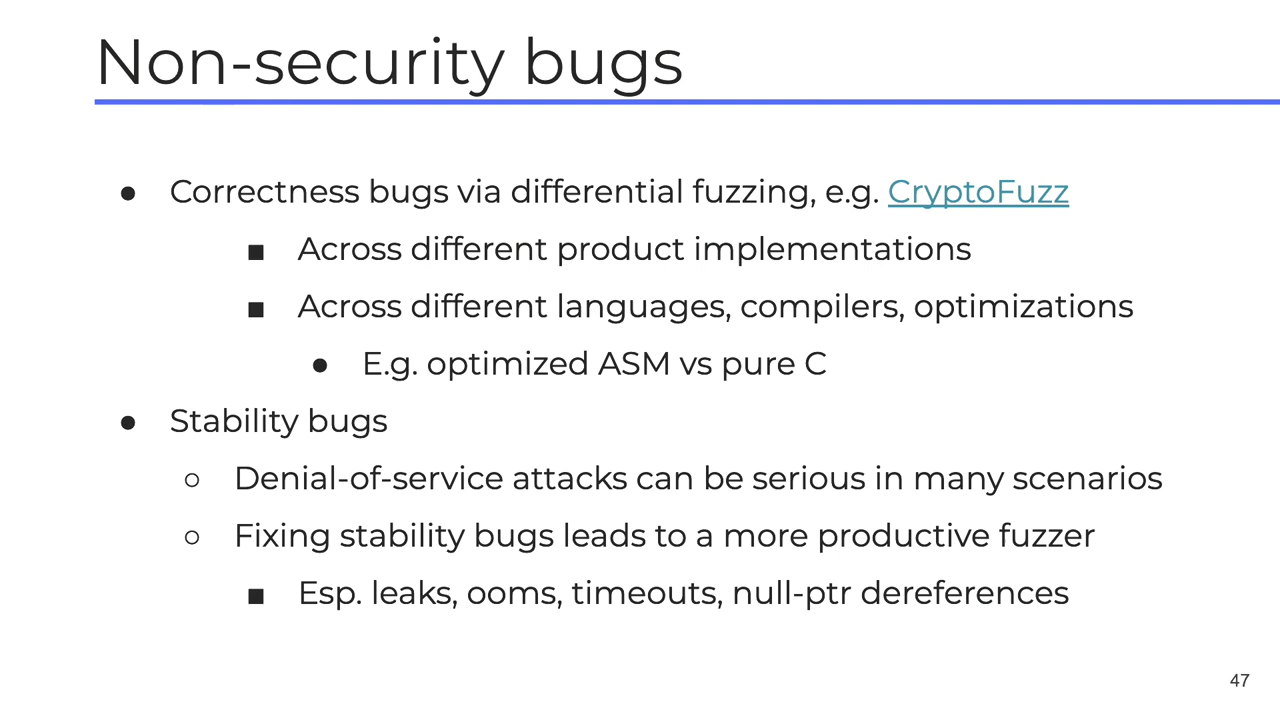 Non-security bugs
● Correctness bugs via differential fuzzing, e.g. CryptoFuzz
■ Across different product implementations
■ Across different languages, compilers, optimizations
● E.g. optimized ASM vs pure C
● Stability bugs
○ Denial-of-service attacks can be serious in many scenarios
○ Fixing stability bugs leads to a more productive fuzzer
■ Esp. leaks, ooms, timeouts, null-ptr dereferences
47